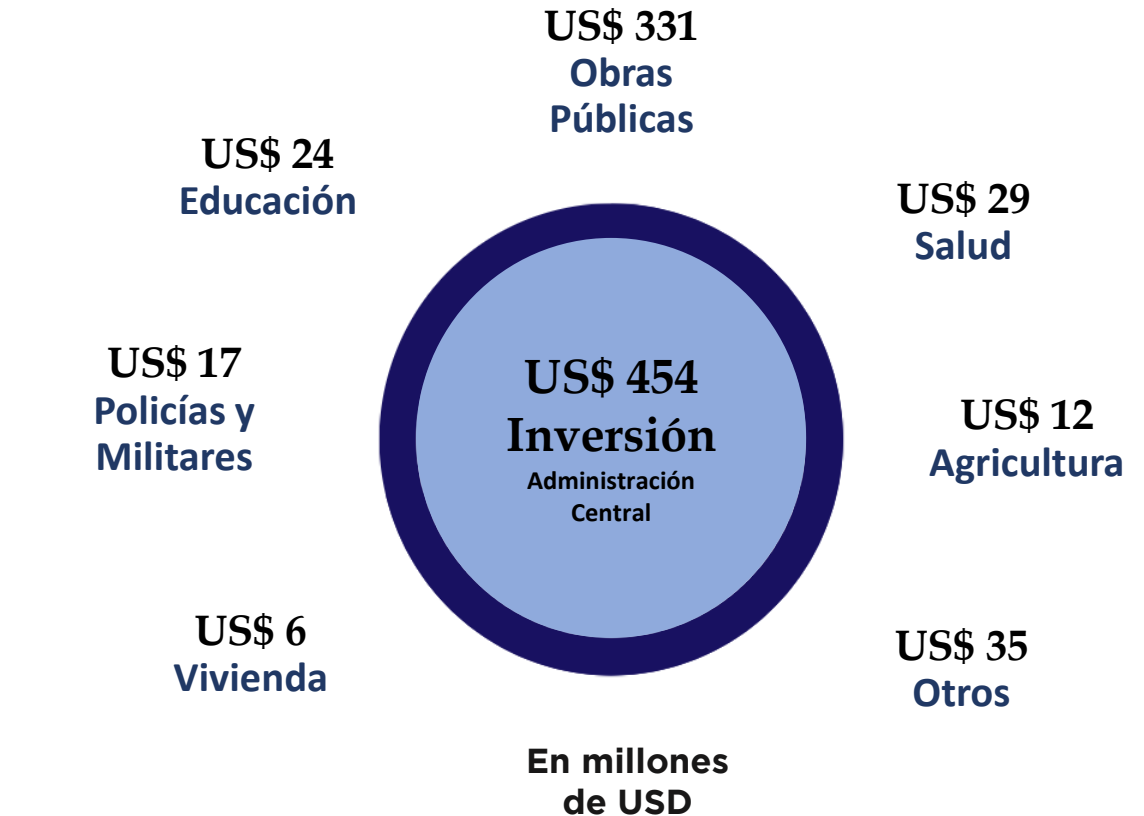 US$ 331
Obras
Públicas
US$ 24
Educación
US$ 29
Salud
US$ 17
Policías y
Militares
US$ 454
Inversión
Administración
Central
US$ 12
Agricultura
US$ 6
Vivienda
US$ 35
Otros
En millones
de USD